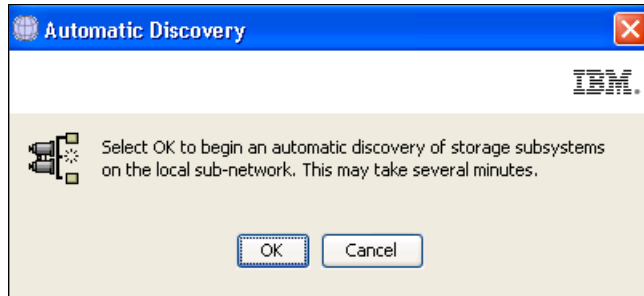 Automatic Discovery
IBM.
Select OK to begin an automatic discovery of storage subsystems
on the local sub-network. This may take several minutes.
OK Cancel